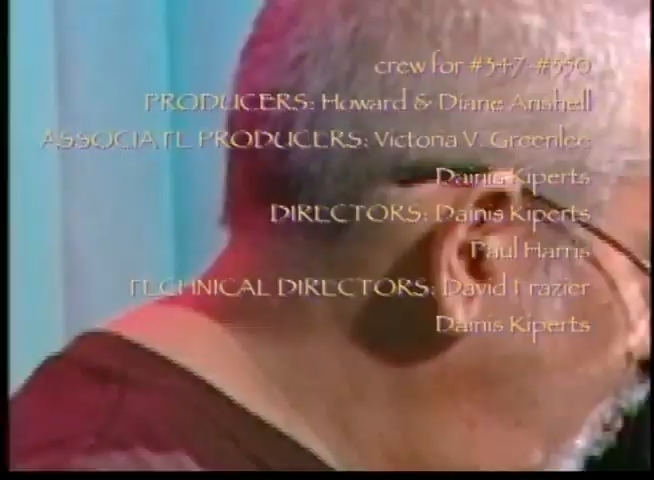 crew for #547-#550
PRODUCERS: Howard & Diane Anshell
ASSOCIATE PRODUCERS: Victoria V. Greenlee
Dainis Kiperts
DIRECTORS: Dainis Kiperts
Paul Harris
TECHNICAL DIRECTORS: David Frazier
Dainis Kiperts